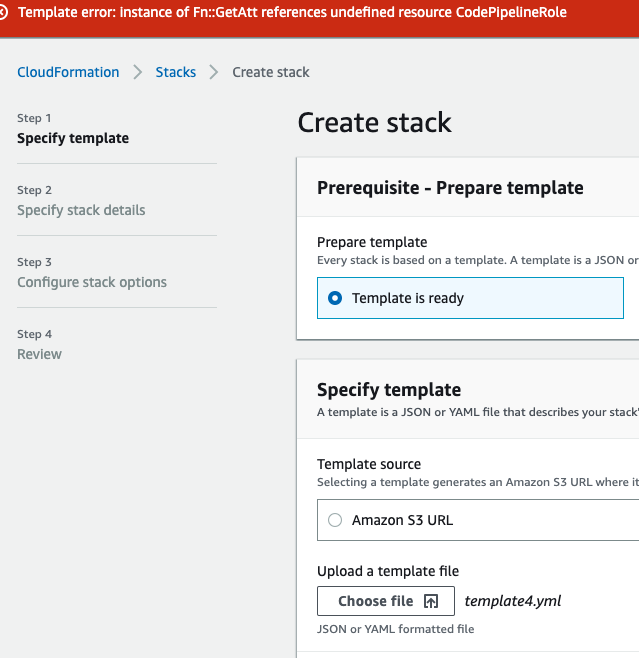 Template error: instance of Fn::GetAtt references undefined resource CodePipelineRole
CloudFormation > Stacks > Create stack
Step 1
Specify template
Step 2
Specify stack details
Step 3
Configure stack options
Step 4
Review
Create stack
Prerequisite - Prepare template
Prepare template
Every stack is based on a template. A template is a JSON or
Template is ready
Specify template
A template is a JSON or YAML file that describes your stack'
Template source
Selecting a template generates an Amazon S3 URL where it
Amazon S3 URL
Upload a template file
Choose file template4.yml
JSON or YAML formatted file